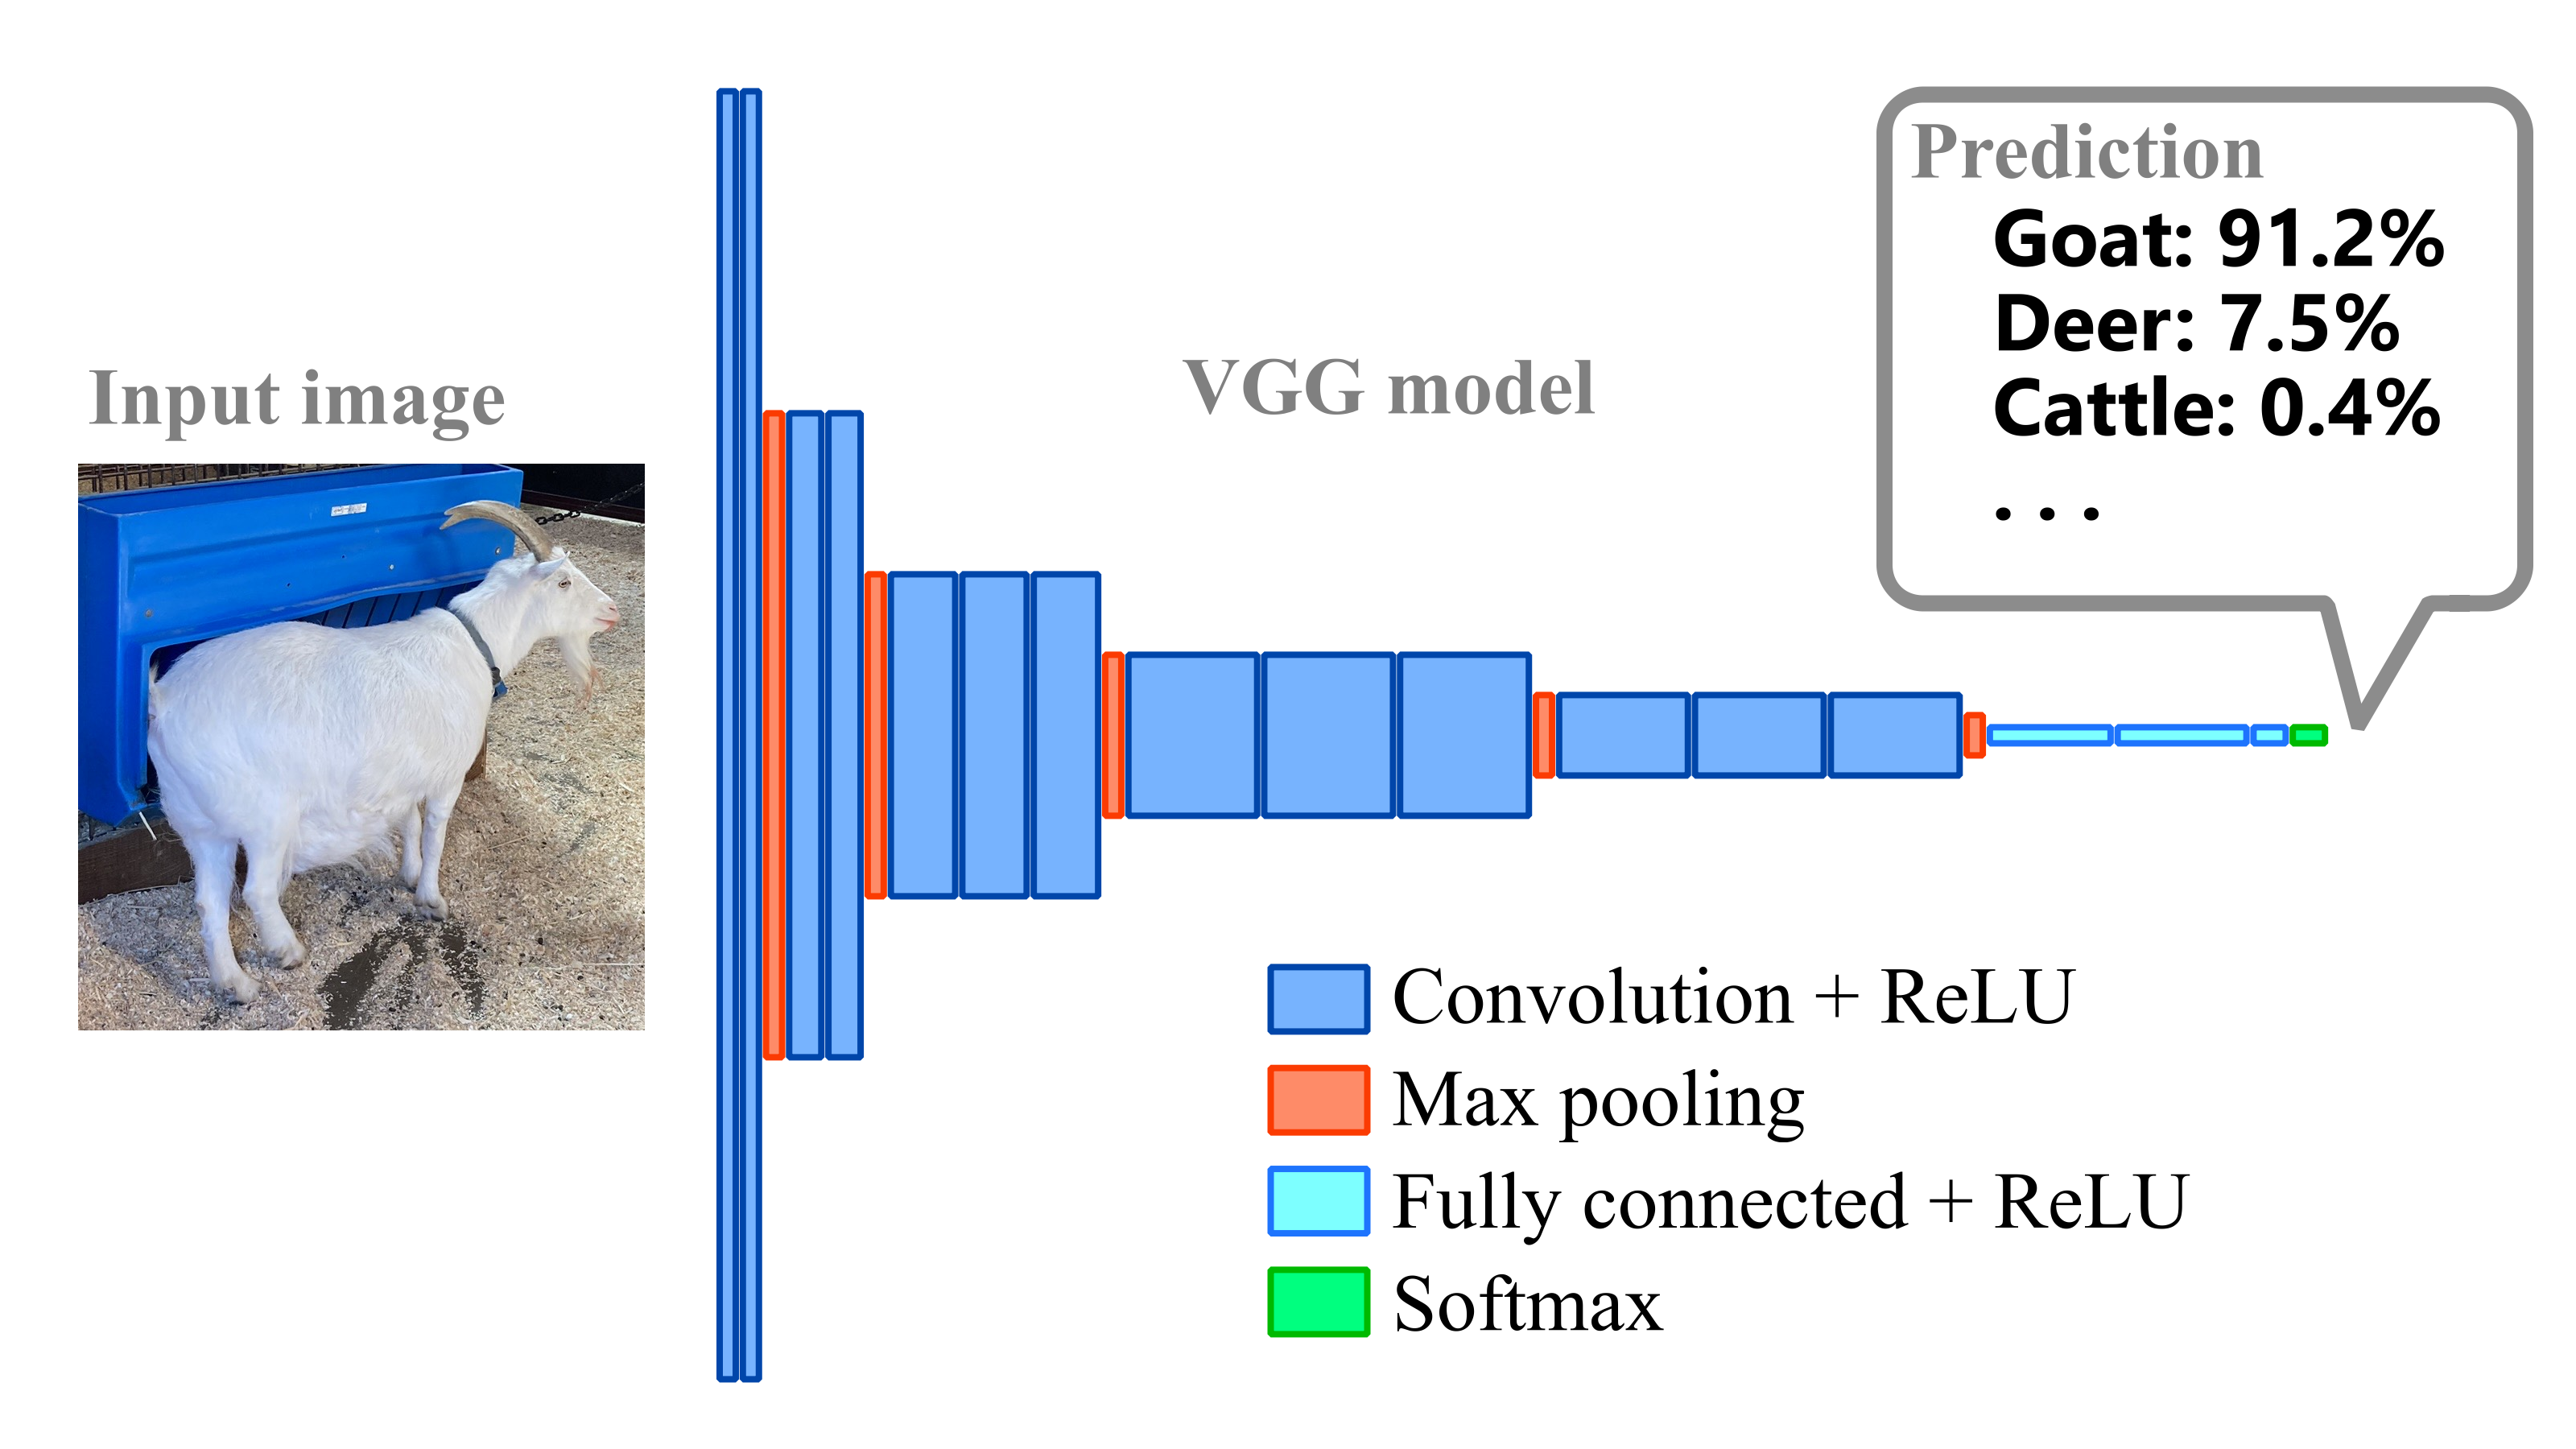 Input image
VGG model
Prediction
Goat: 91.2%
Deer: 7.5%
Cattle: 0.4%
. . .
Convolution + ReLU
Max pooling
Fully connected + ReLU
Softmax